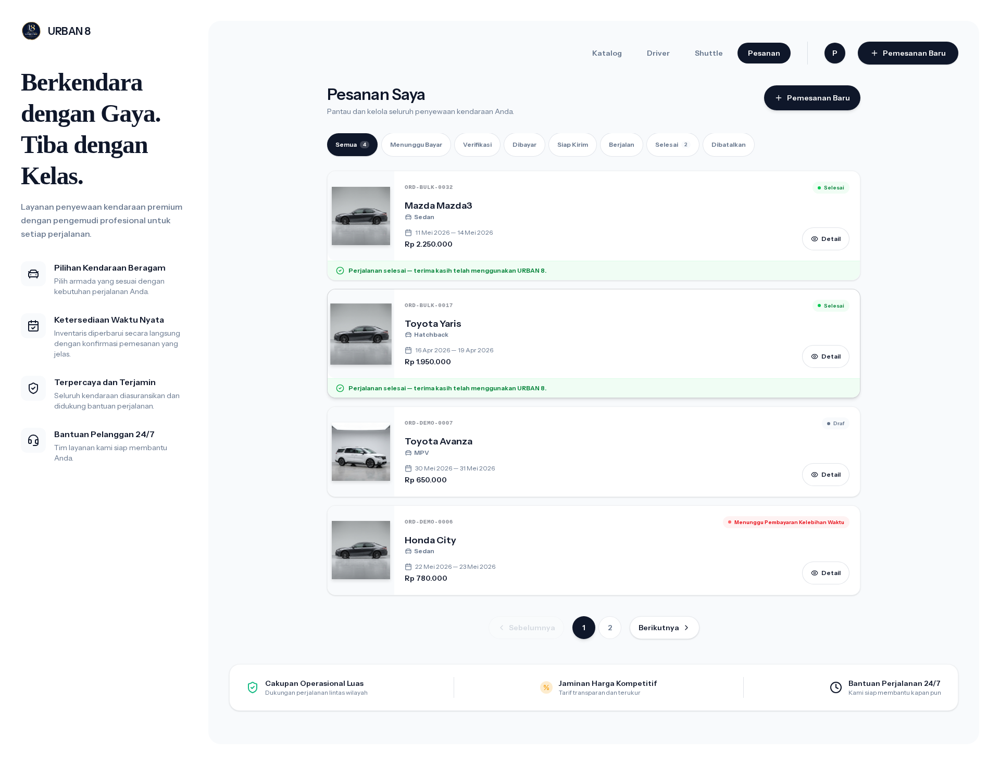 URBAN 8
Berkendara
dengan Gaya.
Tiba dengan
Kelas.
Layanan penyewaan kendaraan premium
dengan pengemudi profesional untuk
setiap perjalanan.
Pilihan Kendaraan Beragam
Pilih armada yang sesuai dengan
kebutuhan perjalanan Anda.
Ketersediaan Waktu Nyata
Inventaris diperbarui secara langsung
dengan konfirmasi pemesanan yang
jelas.
Terpercaya dan Terjamin
Seluruh kendaraan diasuransikan dan
didukung bantuan perjalanan.
Bantuan Pelanggan 24/7
Tim layanan kami siap membantu
Anda.
Katalog Driver Shuttle Pesanan P + Pemesanan Baru
Pesanan Saya
Pantau dan kelola seluruh penyewaan kendaraan Anda.
+ Pemesanan Baru
Semua 4 Menunggu Bayar Verifikasi Dibayar Siap Kirim Berjalan Selesai 2 Dibatalkan
ORD-BULK-0032
Selesai
Mazda Mazda3
Sedan
11 Mei 2026 — 14 Mei 2026
Rp 2.250.000
Detail
Perjalanan selesai — terima kasih telah menggunakan URBAN 8.
ORD-BULK-0017
Selesai
Toyota Yaris
Hatchback
16 Apr 2026 — 19 Apr 2026
Rp 1.950.000
Detail
Perjalanan selesai — terima kasih telah menggunakan URBAN 8.
ORD-DEMO-0007
Draf
Toyota Avanza
MPV
30 Mei 2026 — 31 Mei 2026
Rp 650.000
Detail
ORD-DEMO-0006
Menunggu Pembayaran Kelebihan Waktu
Honda City
Sedan
22 Mei 2026 — 23 Mei 2026
Rp 780.000
Detail
Sebelumnya 1 2 Berikutnya
Cakupan Operasional Luas
Dukungan perjalanan lintas wilayah
%
Jaminan Harga Kompetitif
Tarif transparan dan terukur
Bantuan Perjalanan 24/7
Kami siap membantu kapan pun